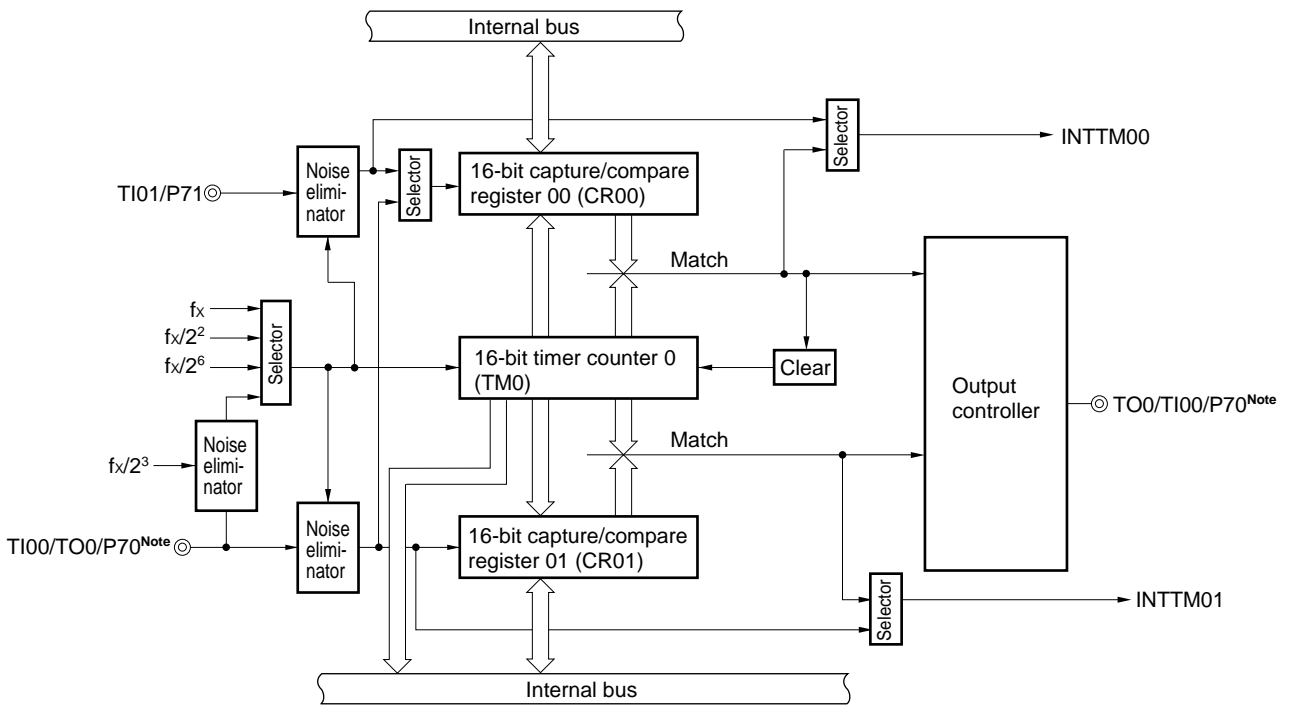 Internal bus
Selector
INTTM00
Noise
elimi-
nator
Selector
16-bit capture/compare
register 00 (CR00)
TI01/P71
Match
fx
fx/2²
fx/2⁶
Selector
16-bit timer counter 0
(TM0)
Clear
Output
controller
TO0/TI00/P70Note
Noise
elimi-
nator
fx/2³
Match
Noise
elimi-
nator
16-bit capture/compare
register 01 (CR01)
TI00/TO0/P70Note
Selector
INTTM01
Internal bus